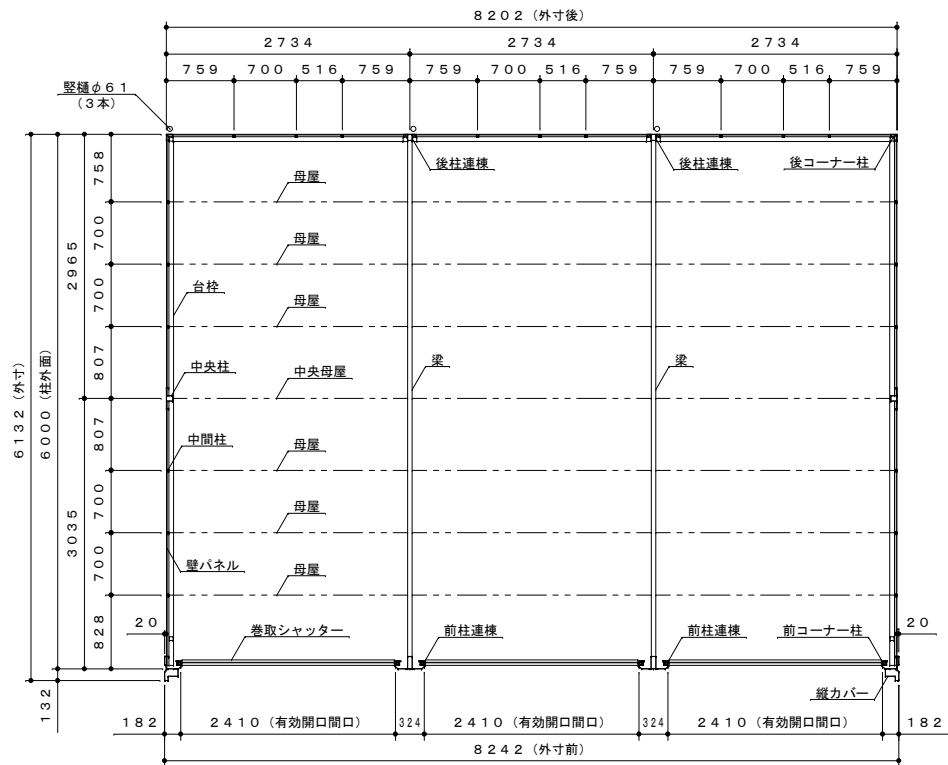 ８２０２（外寸後）
２７３４ ２７３４ ２７３４
７５９ ７００ ５１６ ７５９ ７５９ ７００ ５１６ ７５９ ７５９ ７００ ５１６ ７５９
竪樋φ６１
（３本）
後柱連棟 後柱連棟 後コーナー柱
７５８
母屋
７００
母屋
２９６５
７００
台枠
母屋
８０７
梁 梁
中央柱 中央母屋
６１３２（外寸）
６０００（柱外面）
８０７
中間柱 母屋
７００
母屋
３０３５
７００
壁パネル 母屋
８２８
２０ 巻取シャッター 前柱連棟 前柱連棟 前コーナー柱 ２０
縦カバー
１３２
１８２ ２４１０（有効開口間口） ３２４ ２４１０（有効開口間口） ３２４ ２４１０（有効開口間口） １８２
８２４２（外寸前）